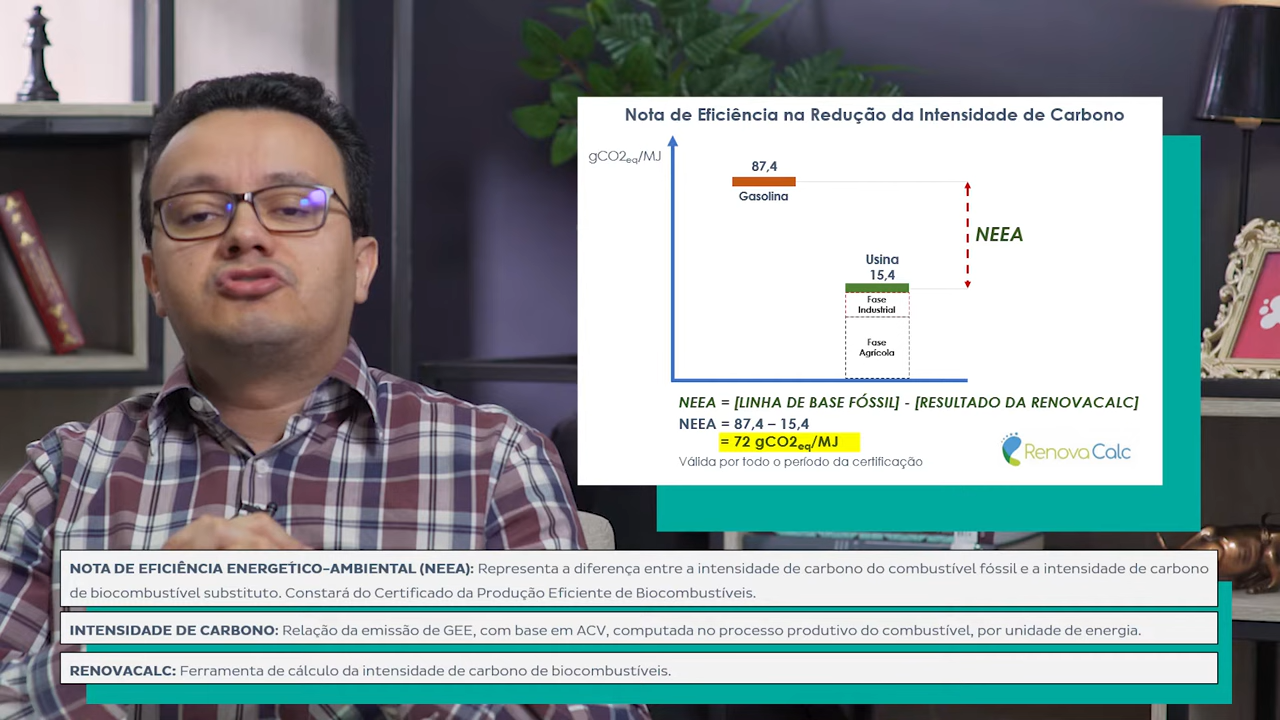 Nota de Eficiência na Redução da Intensidade de Carbono
gCO2eq/MJ
87,4
Gasolina
NEEA
Usina
15,4
Fase
Industrial
Fase
Agrícola
NEEA = [LINHA DE BASE FÓSSIL] - [RESULTADO DA RENOVACALC]
NEEA = 87,4 – 15,4
= 72 gCO2eq/MJ
Válida por todo o período da certificação
RenovaCalc
NOTA DE EFICIÊNCIA ENERGÉTICO-AMBIENTAL (NEEA): Representa a diferença entre a intensidade de carbono do combustível fóssil e a intensidade de carbono
de biocombustível substituto. Constará do Certificado da Produção Eficiente de Biocombustíveis.
INTENSIDADE DE CARBONO: Relação da emissão de GEE, com base em ACV, computada no processo produtivo do combustível, por unidade de energia.
RENOVACALC: Ferramenta de cálculo da intensidade de carbono de biocombustíveis.